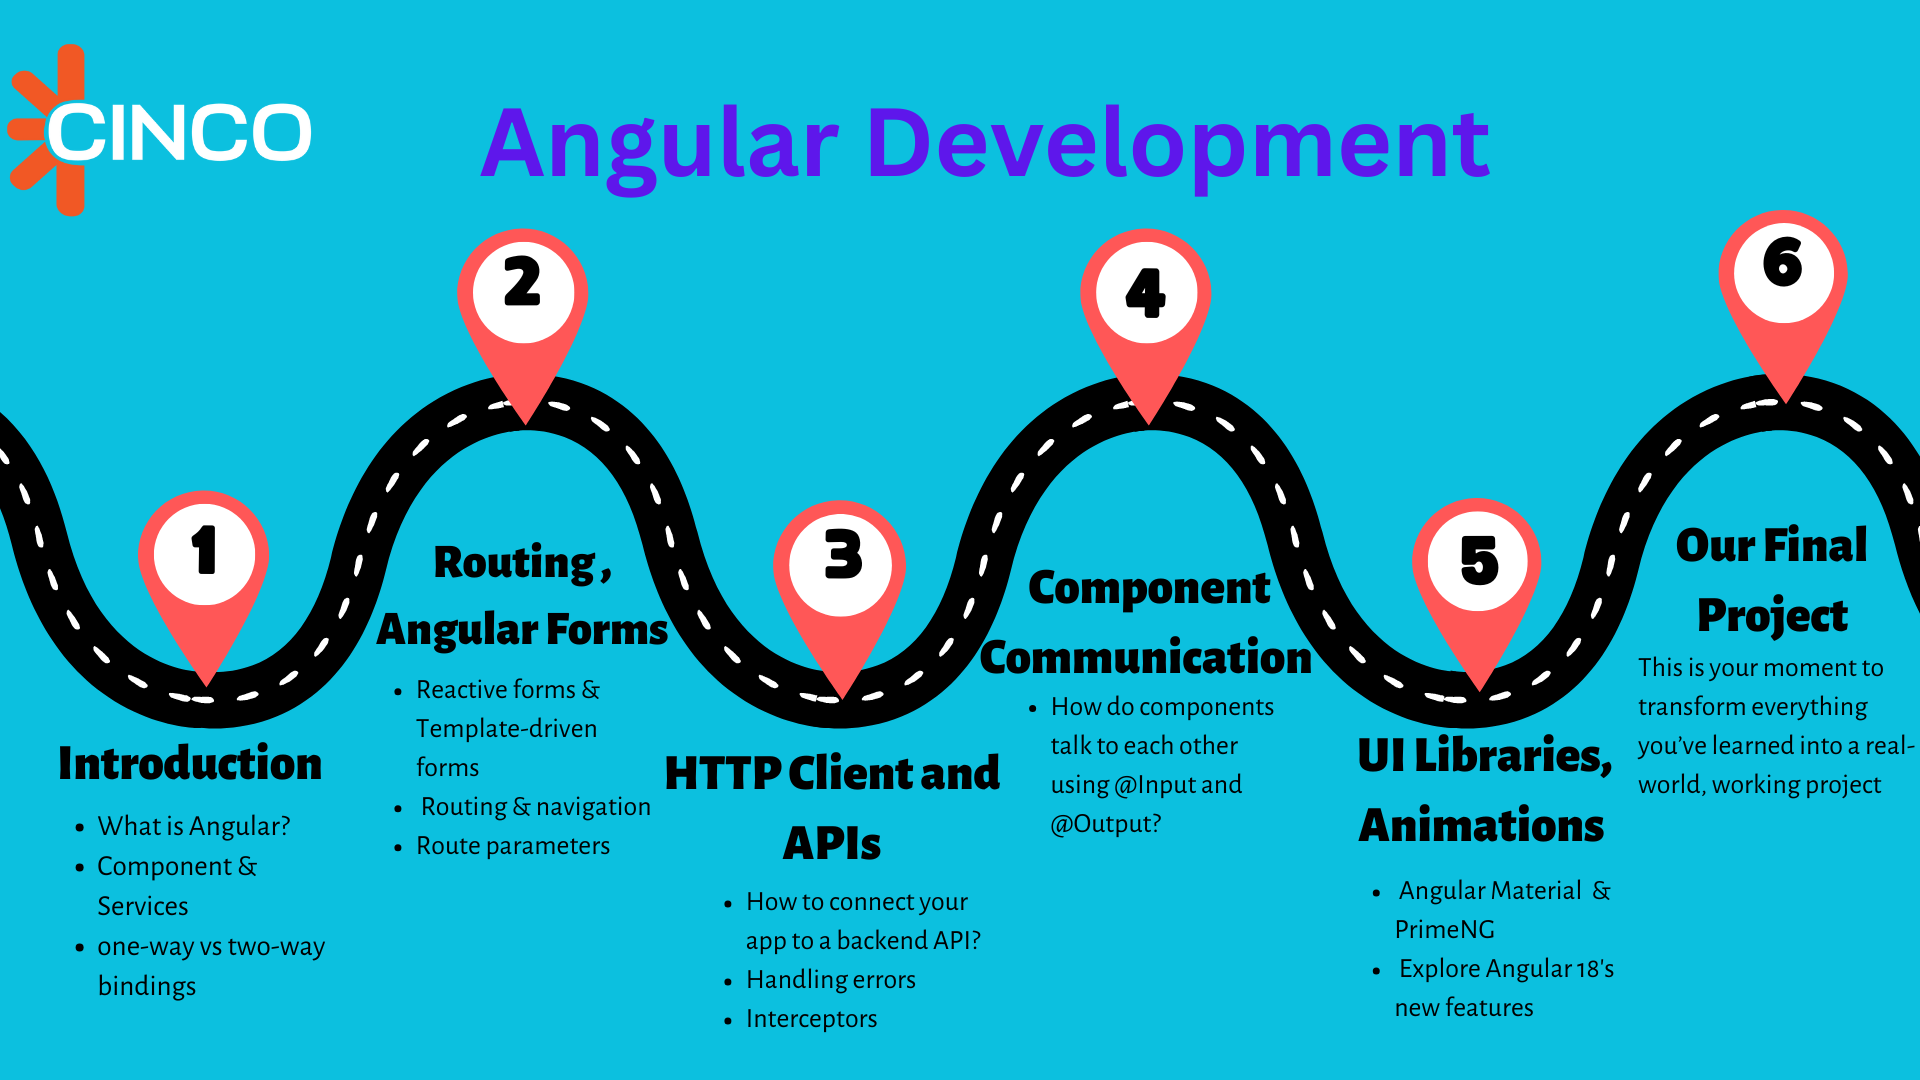 CINCO
Angular Development
1
Introduction
• What is Angular?
• Component &
Services
• one-way vs two-way
bindings
2
Routing ,
Angular Forms
• Reactive forms &
Template-driven
forms
• Routing & navigation
• Route parameters
3
HTTP Client and
APIs
• How to connect your
app to a backend API?
• Handling errors
• Interceptors
4
Component
Communication
• How do components
talk to each other
using @Input and
@Output?
5
UI Libraries,
Animations
• Angular Material &
PrimeNG
• Explore Angular 18's
new features
6
Our Final
Project
This is your moment to
transform everything
you’ve learned into a real-
world, working project